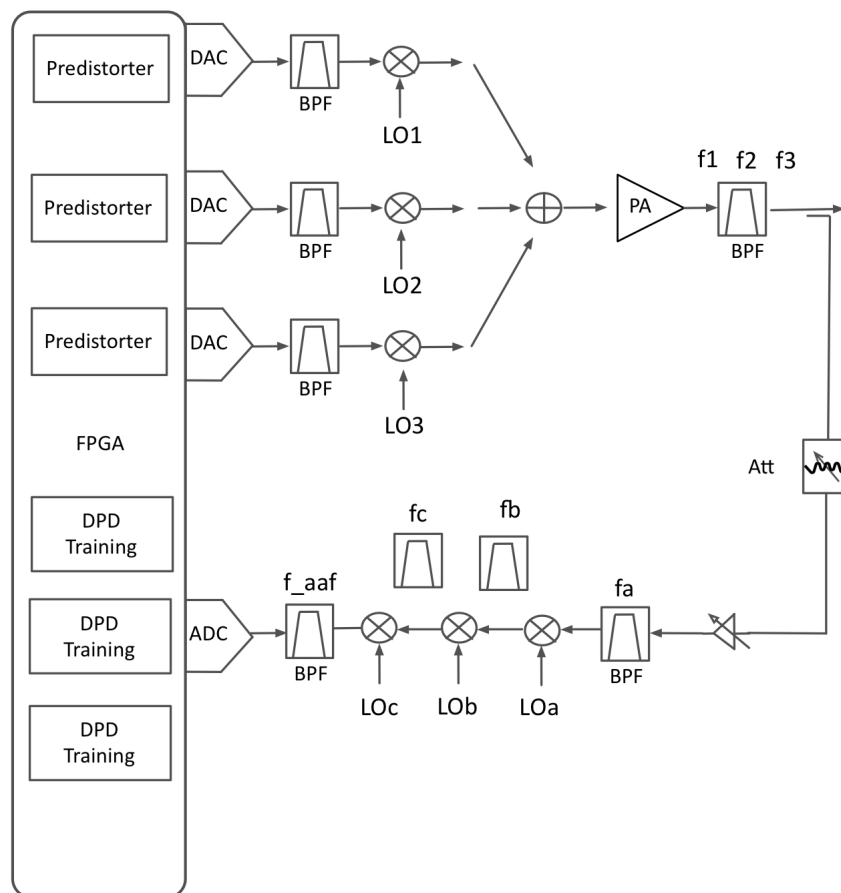 Predistorter
DAC
BPF
LO1
Predistorter
DAC
BPF
LO2
f1 f2 f3
PA
BPF
Predistorter
DAC
BPF
LO3
FPGA
Att
DPD
Training
fc
fb
f_aaf
fa
DPD
Training
ADC
BPF
BPF
LOc
LOb
LOa
DPD
Training